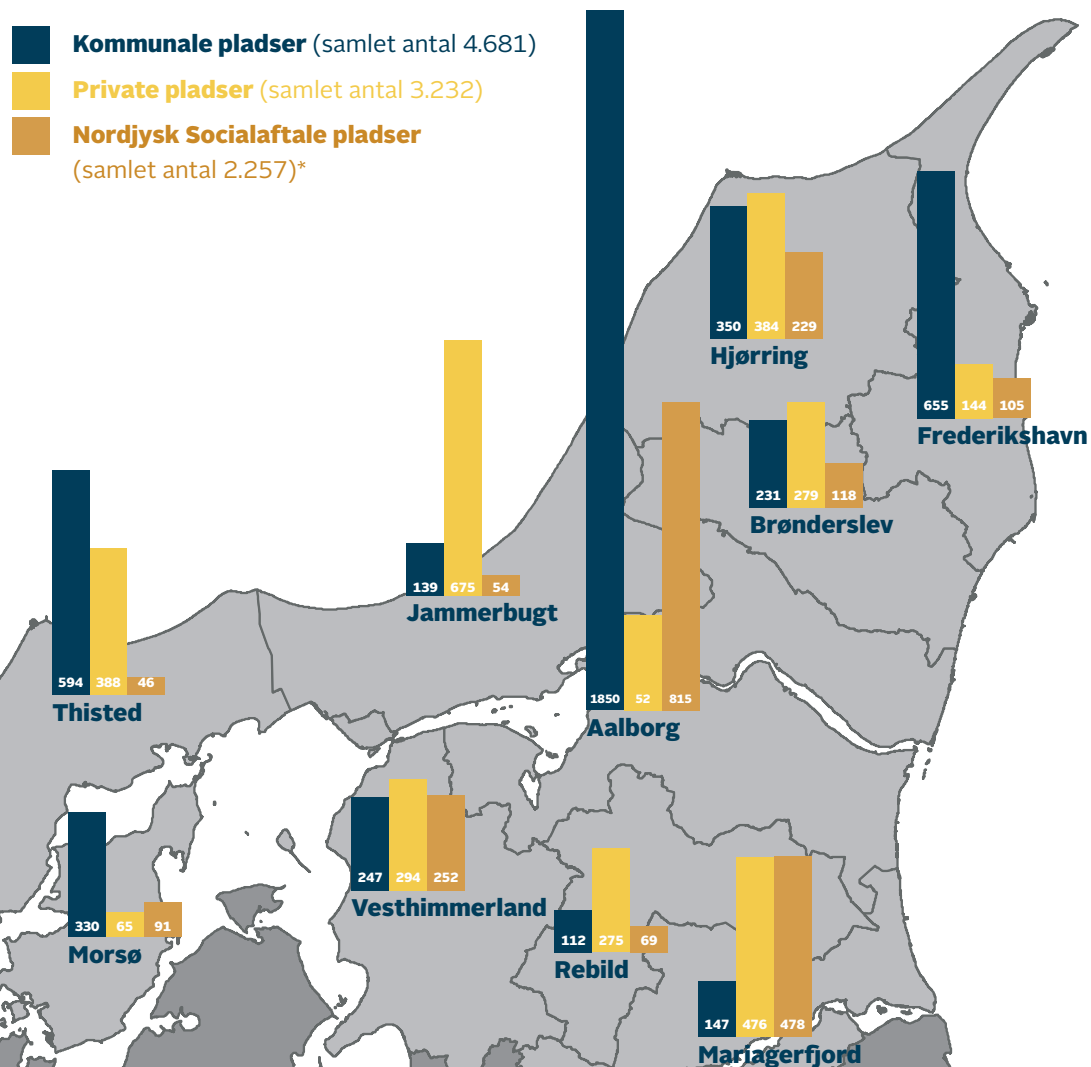 Kommunale pladser (samlet antal 4.681)
Private pladser (samlet antal 3.232)
Nordjysk Socialaftale pladser
(samlet antal 2.257)*
350 384 229
Hjørring
655 144 105
Frederikshavn
231 279 118
Brønderslev
139 675 54
Jammerbugt
594 388 46
Thisted
1850 52 815
Aalborg
247 294 252
Vesthimmerland
330 65 91
Morsø
112 275 69
Rebild
147 476 478
Mariagerfjord